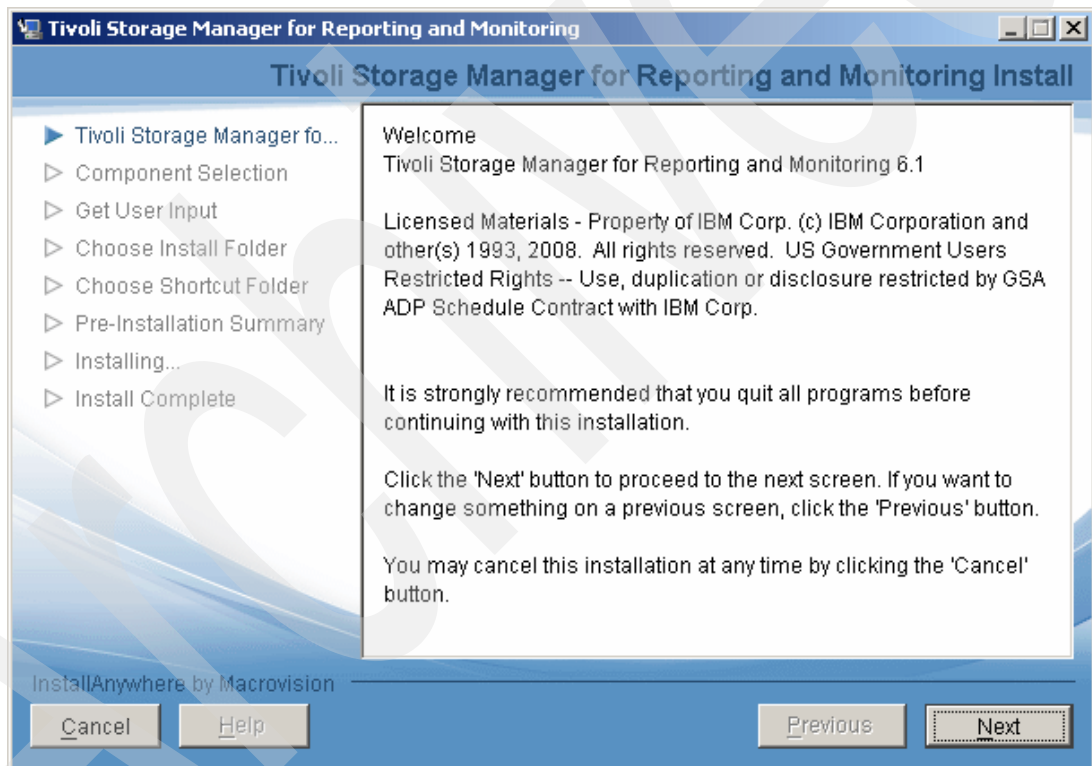 Tivoli Storage Manager for Reporting and Monitoring
Tivoli Storage Manager for Reporting and Monitoring Install
Tivoli Storage Manager fo...
Component Selection
Get User Input
Choose Install Folder
Choose Shortcut Folder
Pre-Installation Summary
Installing...
Install Complete
Welcome
Tivoli Storage Manager for Reporting and Monitoring 6.1
Licensed Materials - Property of IBM Corp. (c) IBM Corporation and
other(s) 1993, 2008. All rights reserved. US Government Users
Restricted Rights -- Use, duplication or disclosure restricted by GSA
ADP Schedule Contract with IBM Corp.
It is strongly recommended that you quit all programs before
continuing with this installation.
Click the 'Next' button to proceed to the next screen. If you want to
change something on a previous screen, click the 'Previous' button.
You may cancel this installation at any time by clicking the 'Cancel'
button.
InstallAnywhere by Macrovision
Cancel
Help
Previous
Next